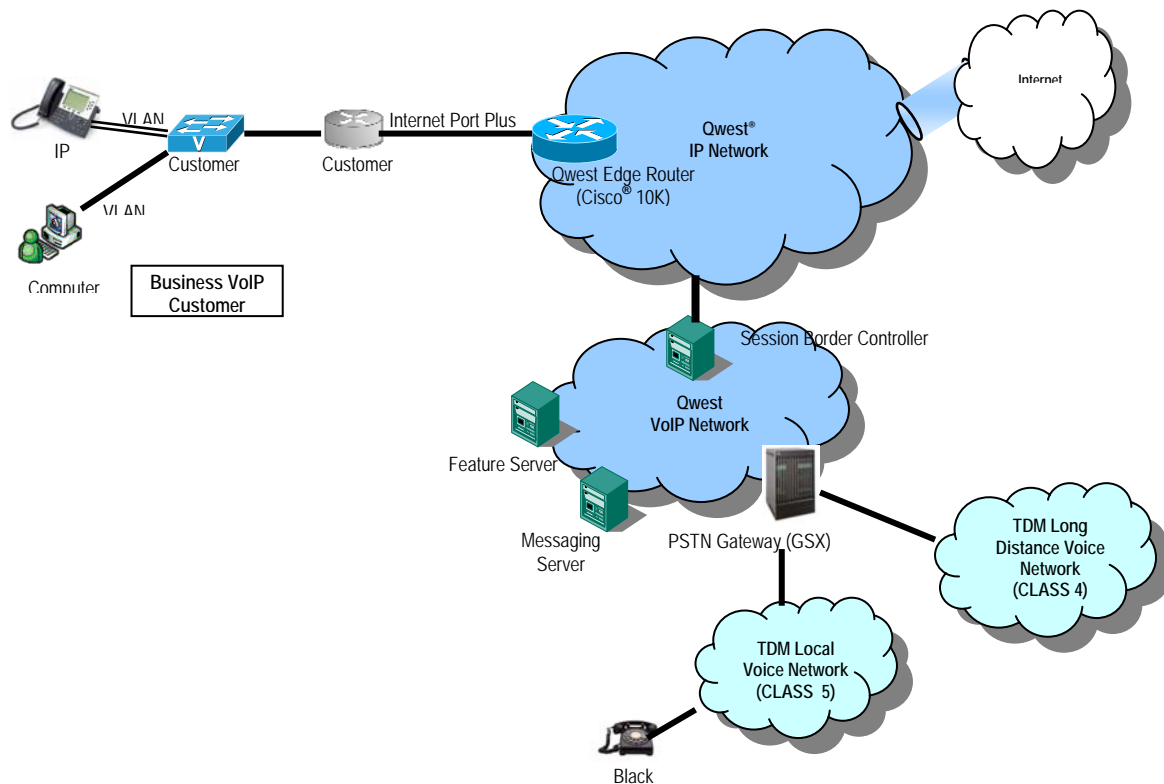 Internet
VLAN
Internet Port Plus
Qwest®
IP Network
IP
Customer
Customer
Qwest Edge Router
(Cisco® 10K)
VLAN
Computer
Business VoIP
Customer
Session Border Controller
Qwest
VoIP Network
Feature Server
Messaging
Server
PSTN Gateway (GSX)
TDM Long
Distance Voice
Network
(CLASS 4)
TDM Local
Voice Network
(CLASS 5)
Black